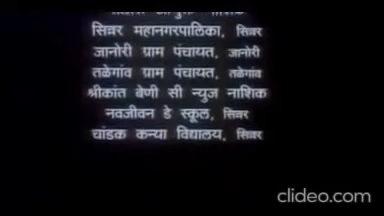 सिन्नर महानगरपालिका, सिन्नर
जानोरी ग्राम पंचायत, जानोरी
तळेगांव ग्राम पंचायत, तळेगांव
श्रीकांत बेणी सी न्युज नाशिक
नवजीवन डे स्कूल, सिन्नर
चांडक कन्या विद्यालय, सिन्नर
clideo.com